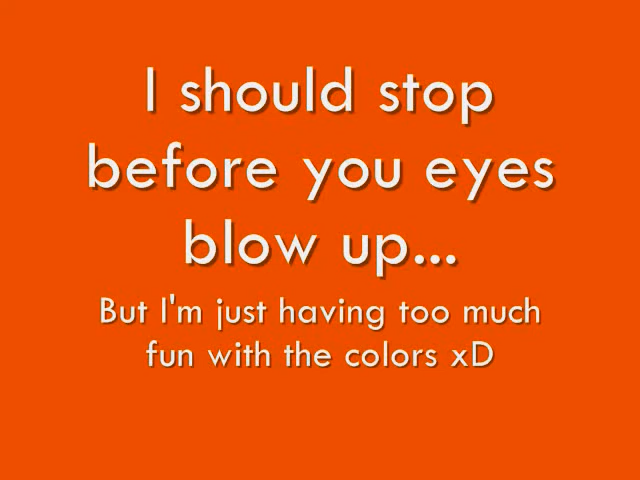 I should stop
before you eyes
blow up...
But I'm just having too much
fun with the colors xD